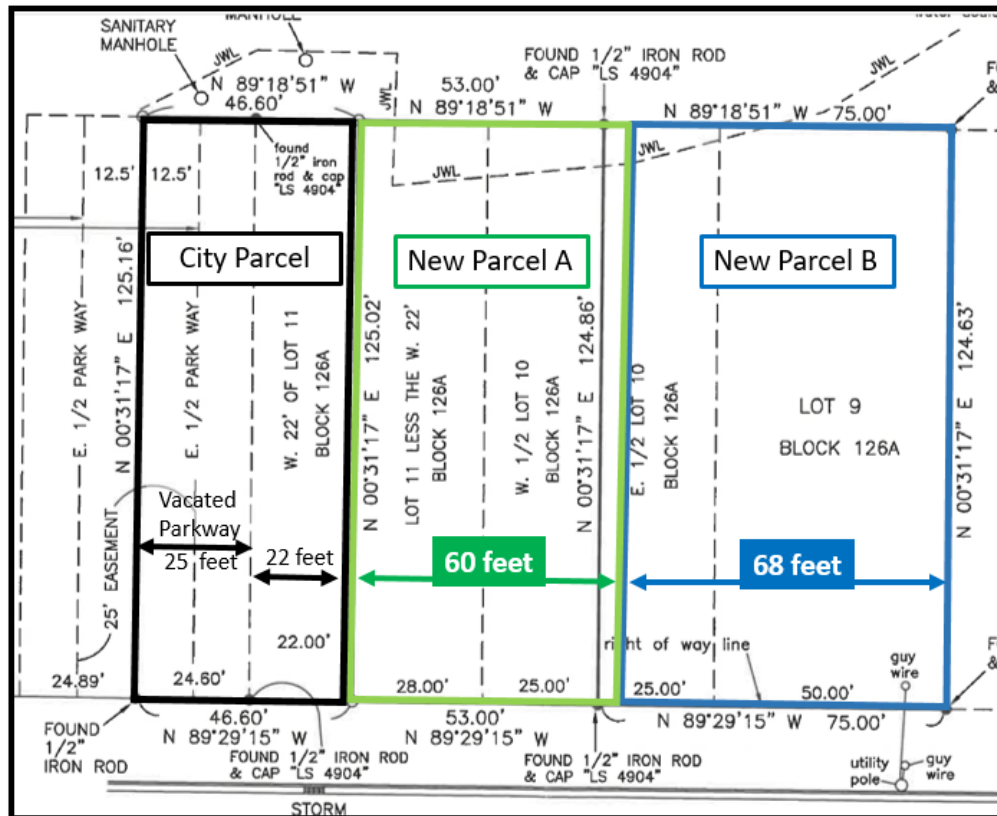 SANITARY
MANHOLE
MANHOLE
JWL
N 89°18'51" W
46.60'
JWL
53.00'
N 89°18'51" W
FOUND 1/2" IRON ROD
& CAP "LS 4904"
JWL
N 89°18'51" W 75.00'
JWL
found
1/2" iron
rod & cap
"LS 4904"
12.5'
12.5'
City Parcel
New Parcel A
New Parcel B
E. 1/2 PARK WAY
N 00°31'17" E 125.16'
E. 1/2 PARK WAY
W. 22' OF LOT 11
BLOCK 126A
N 00°31'17" E 125.02'
LOT 11 LESS THE W. 22'
BLOCK 126A
W. 1/2 LOT 10
BLOCK 126A
N 00°31'17" E 124.86'
E. 1/2 LOT 10
BLOCK 126A
LOT 9
BLOCK 126A
N 00°31'17" E 124.63'
25' EASEMENT
Vacated
Parkway
25 feet
22 feet
60 feet
68 feet
22.00'
right of way line
guy
wire
24.89'
24.60'
28.00'
25.00'
25.00'
50.00'
FOUND
1/2"
IRON ROD
46.60'
N 89°29'15" W
53.00'
N 89°29'15" W
N 89°29'15" W 75.00'
FOUND 1/2" IRON ROD
& CAP "LS 4904"
FOUND 1/2" IRON ROD
& CAP "LS 4904"
utility
pole
guy
wire
STORM